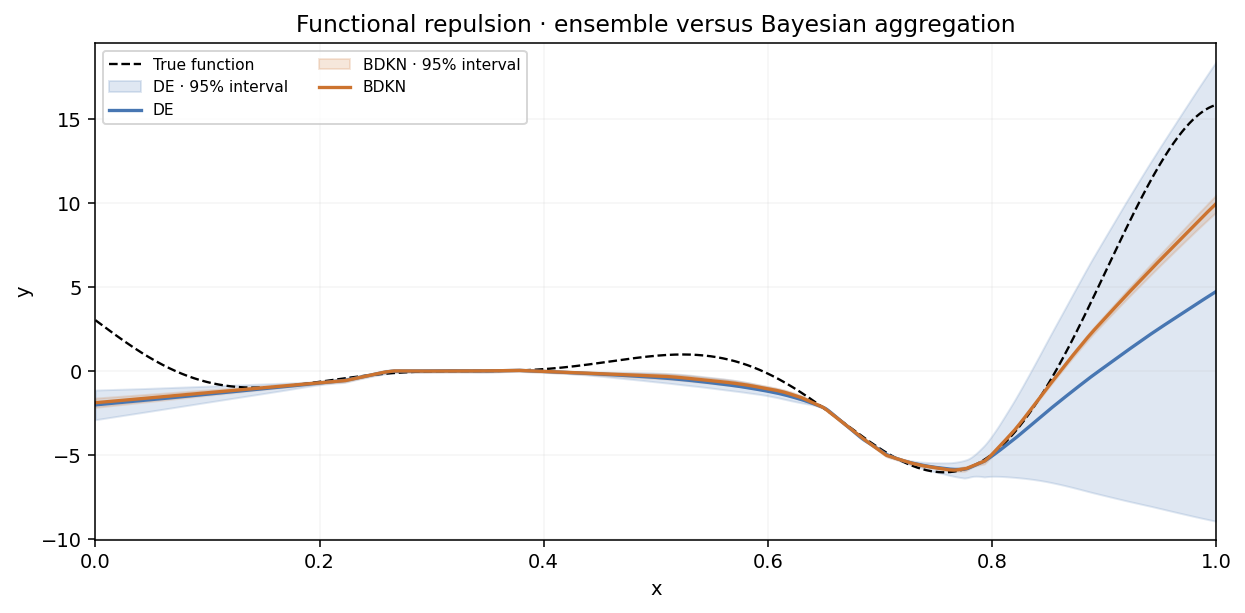 Functional repulsion · ensemble versus Bayesian aggregation
True function
DE · 95% interval
DE
BDKN · 95% interval
BDKN
y
15
10
5
0
−5
−10
0.0 0.2 0.4 0.6 0.8 1.0
x